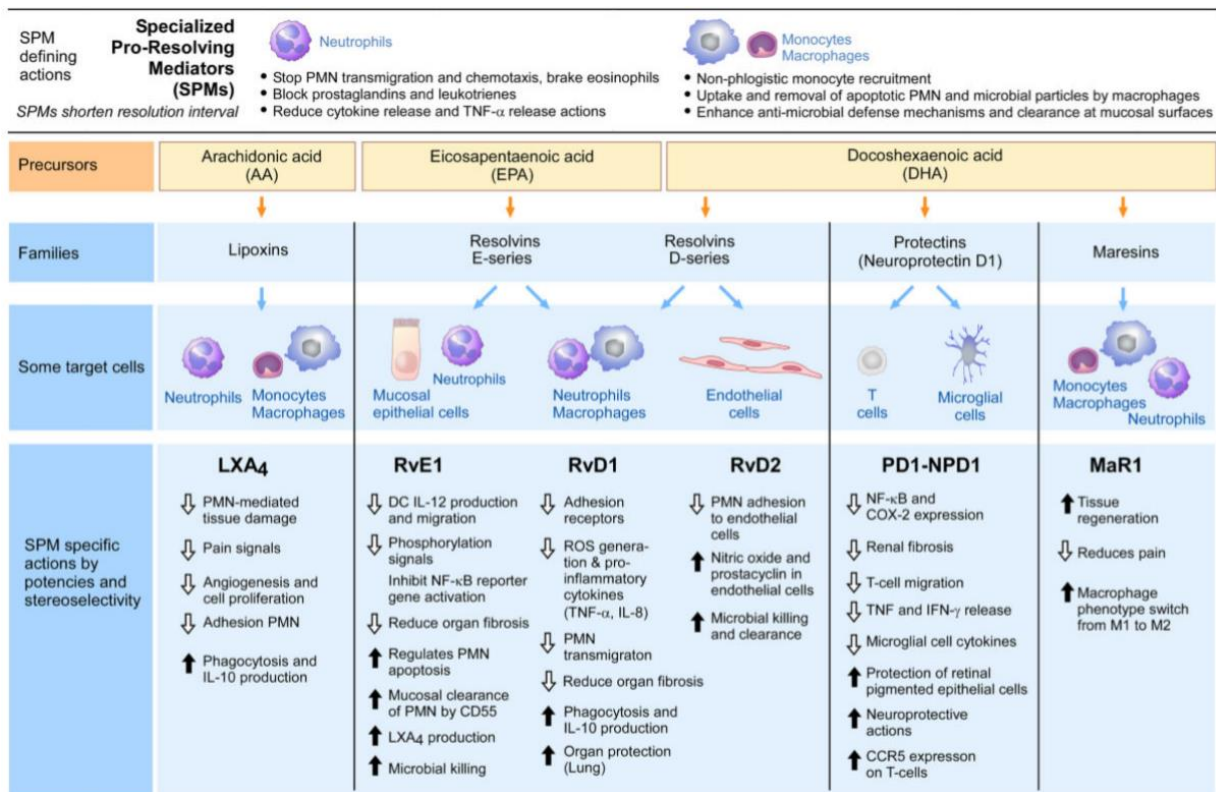 SPM
defining
actions
Specialized
Pro-Resolving
Mediators
(SPMs)
SPMs shorten resolution interval
Neutrophils
• Stop PMN transmigration and chemotaxis, brake eosinophils
• Block prostaglandins and leukotrienes
• Reduce cytokine release and TNF-α release actions
Monocytes
Macrophages
• Non-phlogistic monocyte recruitment
• Uptake and removal of apoptotic PMN and microbial particles by macrophages
• Enhance anti-microbial defense mechanisms and clearance at mucosal surfaces
Precursors
Arachidonic acid
(AA)
Eicosapentaenoic acid
(EPA)
Docoshexaenoic acid
(DHA)
Families
Lipoxins
Resolvins
E-series
Resolvins
D-series
Protectins
(Neuroprotectin D1)
Maresins
Some target cells
Neutrophils
Monocytes
Macrophages
Mucosal
epithelial cells
Neutrophils
Neutrophils
Macrophages
Endothelial
cells
T
cells
Microglial
cells
Monocytes
Macrophages
Neutrophils
SPM specific
actions by
potencies and
stereoselectivity
LXA4
PMN-mediated
tissue damage
Pain signals
Angiogenesis and
cell proliferation
Adhesion PMN
Phagocytosis and
IL-10 production
RvE1
DC IL-12 production
and migration
Phosphorylation
signals
Inhibit NF-κB reporter
gene activation
Reduce organ fibrosis
Regulates PMN
apoptosis
Mucosal clearance
of PMN by CD55
LXA4 production
Microbial killing
RvD1
Adhesion
receptors
ROS genera-
tion & pro-
inflammatory
cytokines
(TNF-α, IL-8)
PMN
transmigraton
Reduce organ fibrosis
Phagocytosis and
IL-10 production
Organ protection
(Lung)
RvD2
PMN adhesion
to endothelial
cells
Nitric oxide and
prostacyclin in
endothelial cells
Microbial killing
and clearance
PD1-NPD1
NF-κB and
COX-2 expression
Renal fibrosis
T-cell migration
TNF and IFN-γ release
Microglial cell cytokines
Protection of retinal
pigmented epithelial cells
Neuroprotective
actions
CCR5 expresson
on T-cells
MaR1
Tissue
regeneration
Reduces pain
Macrophage
phenotype switch
from M1 to M2